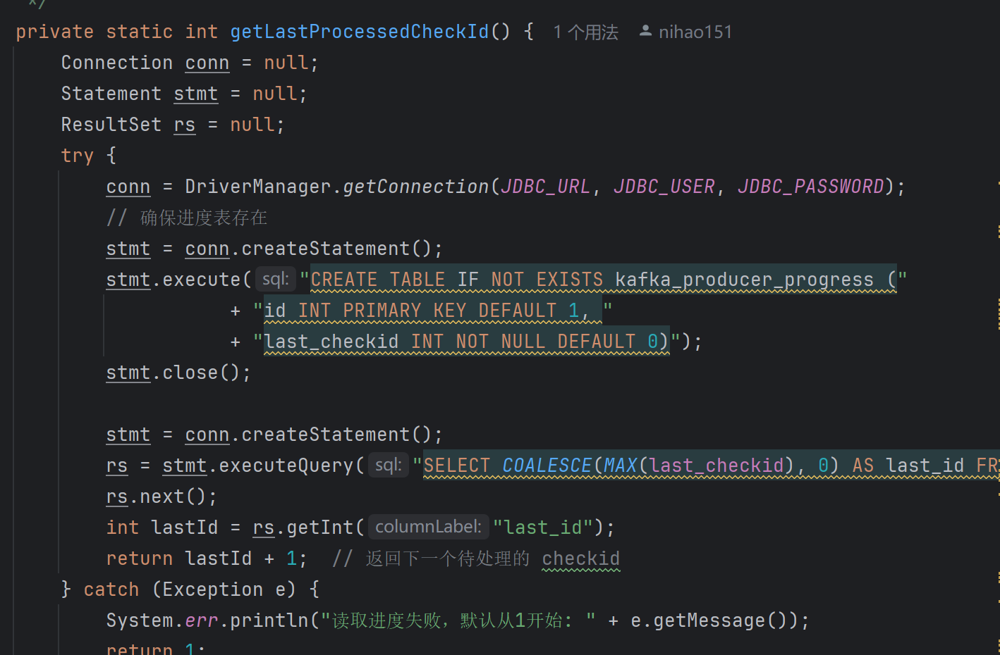 */
private static int getLastProcessedCheckId() { 1 个用法 nihao151
Connection conn = null;
Statement stmt = null;
ResultSet rs = null;
try {
conn = DriverManager.getConnection(JDBC_URL, JDBC_USER, JDBC_PASSWORD);
// 确保进度表存在
stmt = conn.createStatement();
stmt.execute( sql: "CREATE TABLE IF NOT EXISTS kafka_producer_progress ("
+ "id INT PRIMARY KEY DEFAULT 1, "
+ "last_checkid INT NOT NULL DEFAULT 0)");
stmt.close();
stmt = conn.createStatement();
rs = stmt.executeQuery( sql: "SELECT COALESCE(MAX(last_checkid), 0) AS last_id FR
rs.next();
int lastId = rs.getInt( columnLabel: "last_id");
return lastId + 1; // 返回下一个待处理的 checkid
} catch (Exception e) {
System.err.println("读取进度失败，默认从1开始: " + e.getMessage());
return 1;